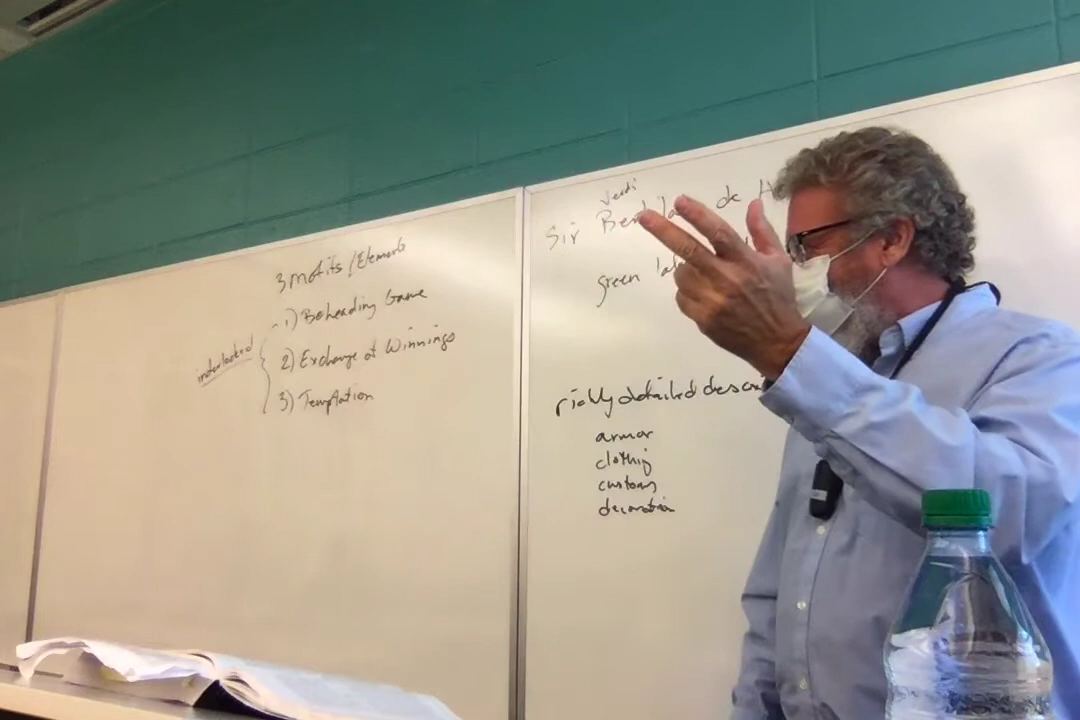 3 Motifs / Elements
interlocked
1) Beheading Game
2) Exchange of Winnings
3) Temptation
Verdi
Sir de
green
richly detailed
armor
clothing
customs
decoration